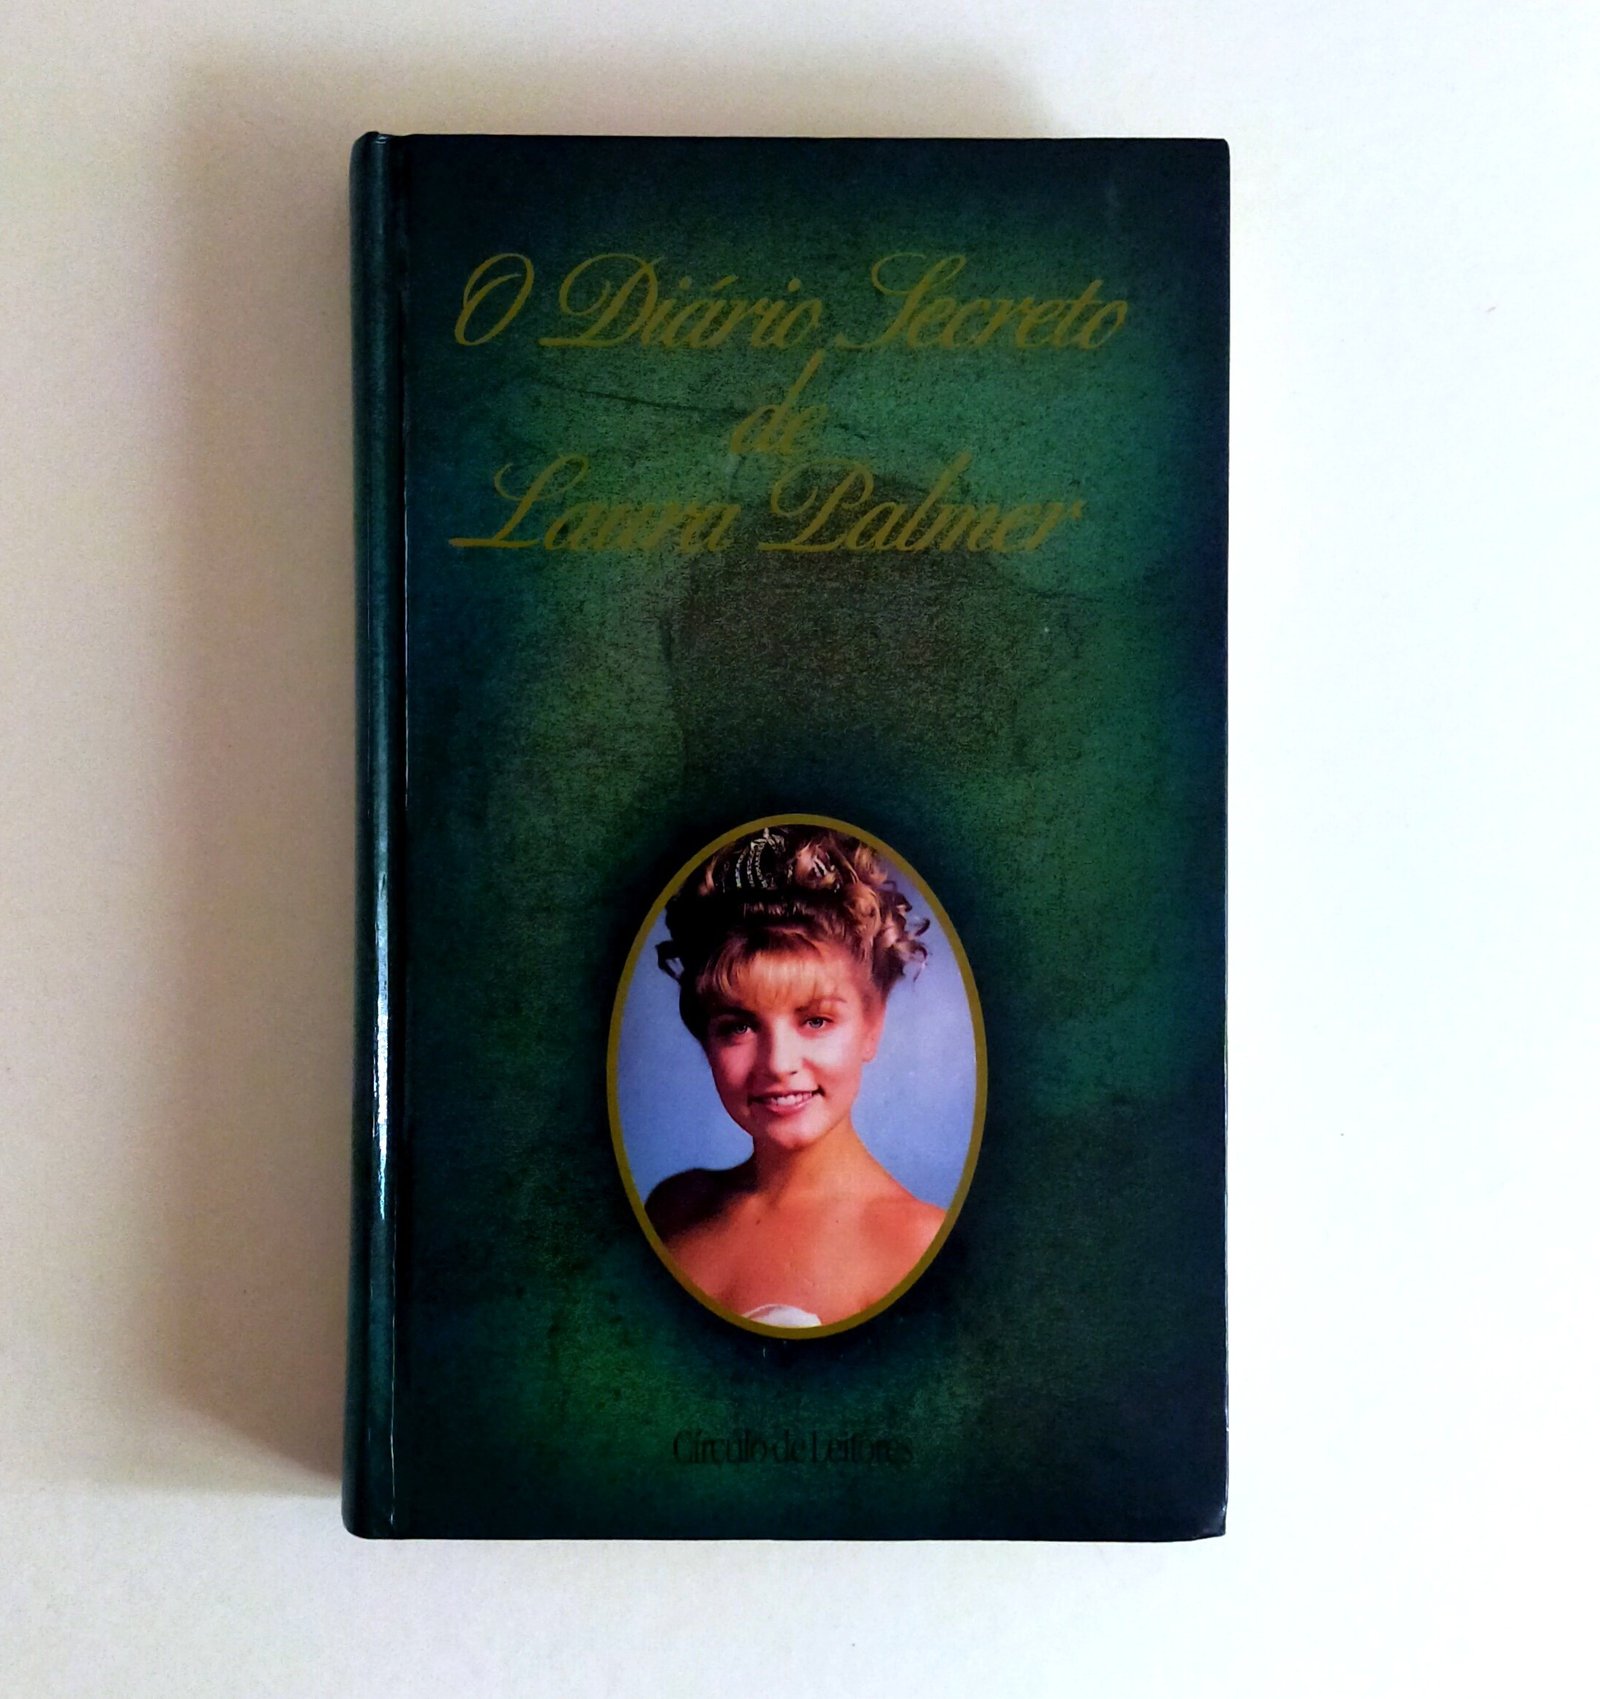 O Diário Secreto
de
Laura Palmer
Círculo de Leitores